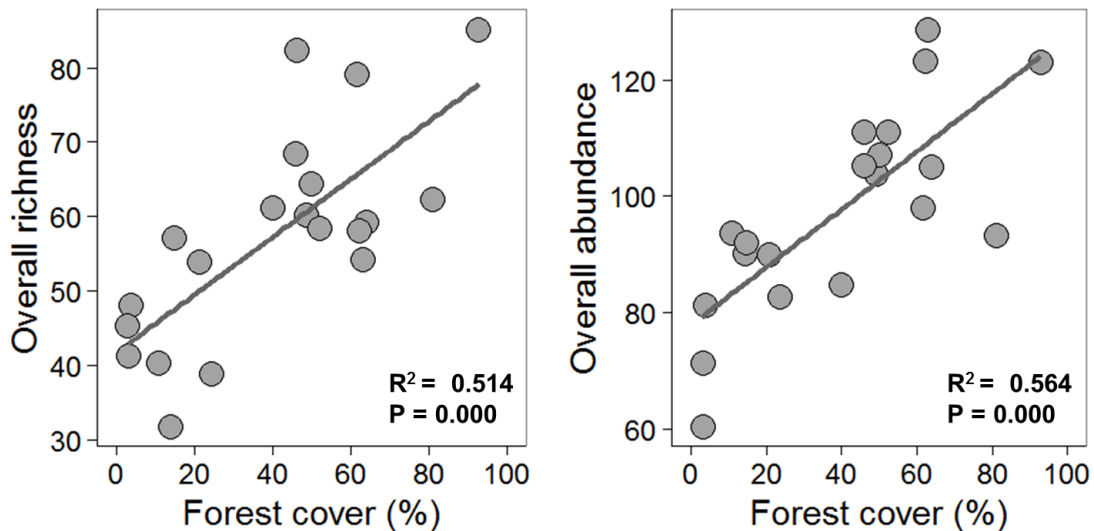 Overall richness
80
70
60
50
40
30
0 20 40 60 80 100
Forest cover (%)
R² = 0.514
P = 0.000
Overall abundance
120
100
80
60
0 20 40 60 80 100
Forest cover (%)
R² = 0.564
P = 0.000